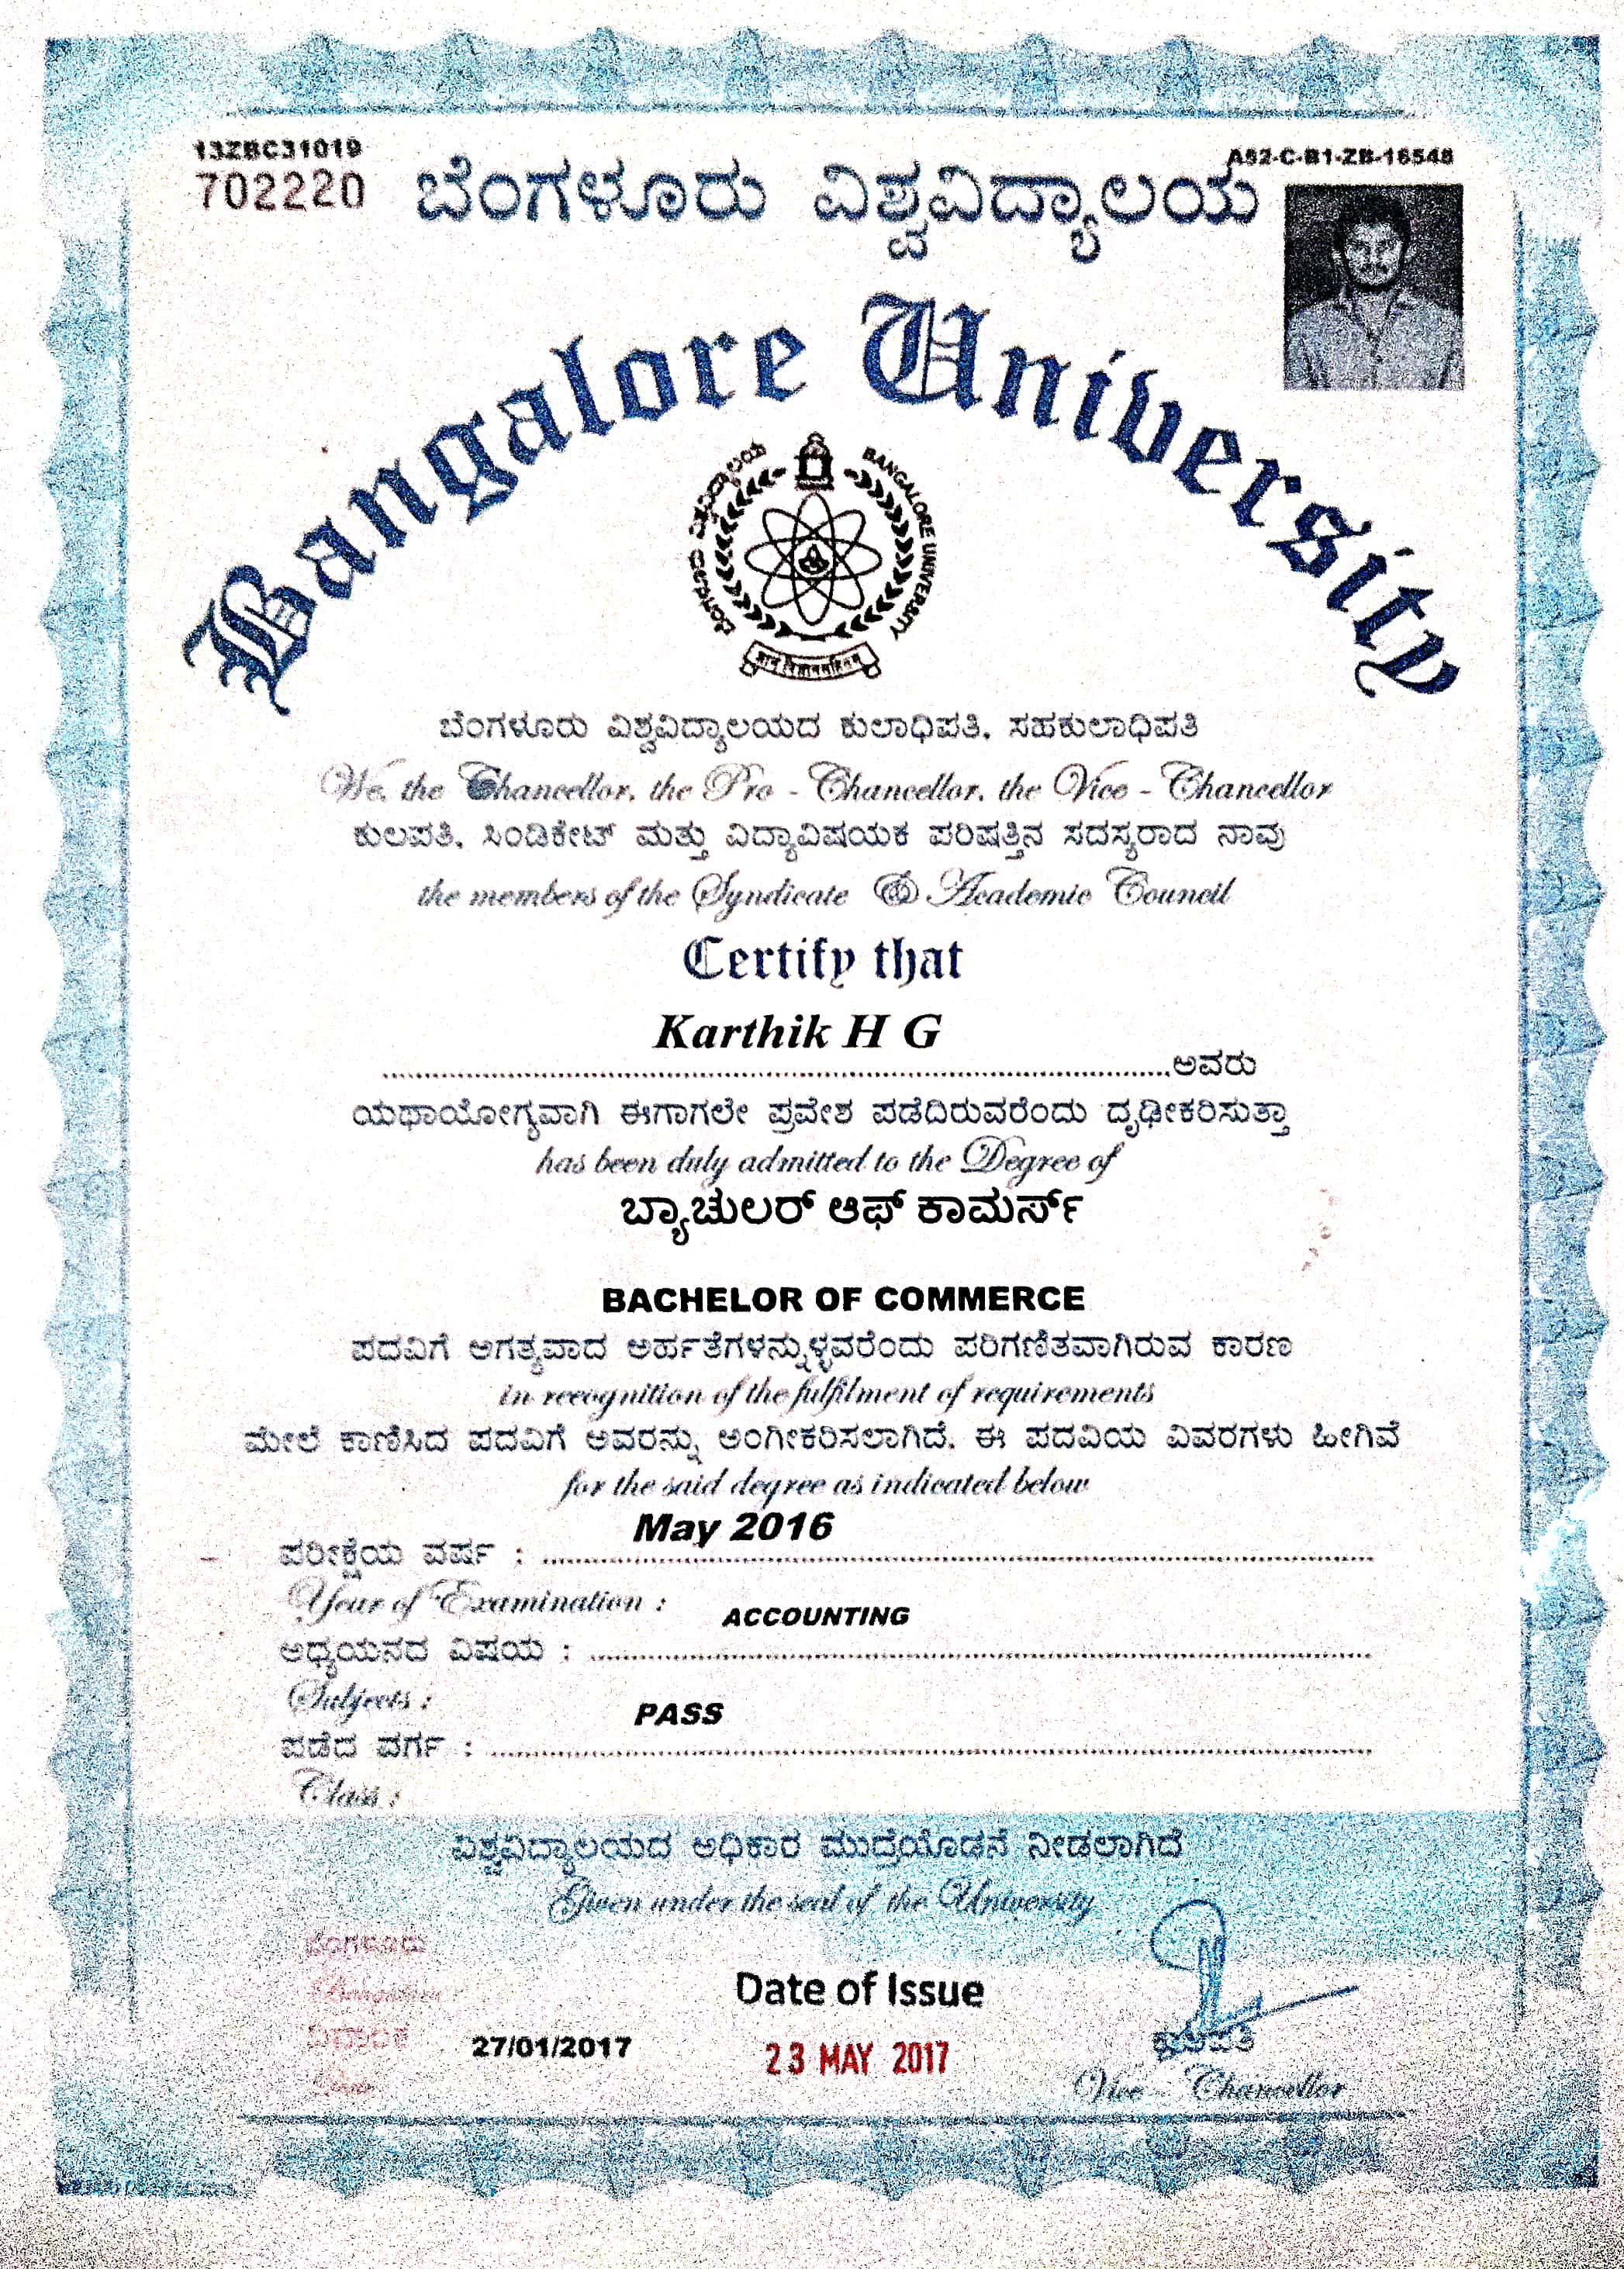 13ZBC31019
A92-C-B1-ZB-16548
702220
ಬೆಂಗಳೂರು ವಿಶ್ವವಿದ್ಯಾಲಯ
Bangalore University
ಬೆಂಗಳೂರು ವಿಶ್ವವಿದ್ಯಾಲಯ
BANGALORE UNIVERSITY
ಬೆಂಗಳೂರು ವಿಶ್ವವಿದ್ಯಾಲಯದ ಕುಲಾಧಿಪತಿ, ಸಹಕುಲಾಧಿಪತಿ
We, the Chancellor, the Pro - Chancellor, the Vice - Chancellor
ಕುಲಪತಿ, ಸಿಂಡಿಕೇಟ್ ಮತ್ತು ವಿದ್ಯಾವಿಷಯಕ ಪರಿಷತ್ತಿನ ಸದಸ್ಯರಾದ ನಾವು
the members of the Syndicate & Academic Council
Certify that
Karthik H G
ಅವರು
ಯಥಾಯೋಗ್ಯವಾಗಿ ಈಗಾಗಲೇ ಪ್ರವೇಶ ಪಡೆದಿರುವರೆಂದು ದೃಢೀಕರಿಸುತ್ತಾ
has been duly admitted to the Degree of
ಬ್ಯಾಚುಲರ್ ಆಫ್ ಕಾಮರ್ಸ್
BACHELOR OF COMMERCE
ಪದವಿಗೆ ಅಗತ್ಯವಾದ ಅರ್ಹತೆಗಳನ್ನುಳ್ಳವರೆಂದು ಪರಿಗಣಿತವಾಗಿರುವ ಕಾರಣ
in recognition of the fulfilment of requirements
ಮೇಲೆ ಕಾಣಿಸಿದ ಪದವಿಗೆ ಅವರನ್ನು ಅಂಗೀಕರಿಸಲಾಗಿದೆ. ಈ ಪದವಿಯ ವಿವರಗಳು ಹೀಗಿವೆ
for the said degree as indicated below
May 2016
ಪರೀಕ್ಷೆಯ ವರ್ಷ :
Year of Examination :
ACCOUNTING
ಅಧ್ಯಯನದ ವಿಷಯ :
Subjects :
PASS
ಪಡೆದ ವರ್ಗ :
Class :
ವಿಶ್ವವಿದ್ಯಾಲಯದ ಅಧಿಕಾರ ಮುದ್ರೆಯೊಡನೆ ನೀಡಲಾಗಿದೆ
Given under the seal of the University
ಬೆಂಗಳೂರು
Bangalore
Date of Issue
ದಿನಾಂಕ
27/01/2017
23 MAY 2017
ಕುಲಪತಿ
Vice - Chancellor